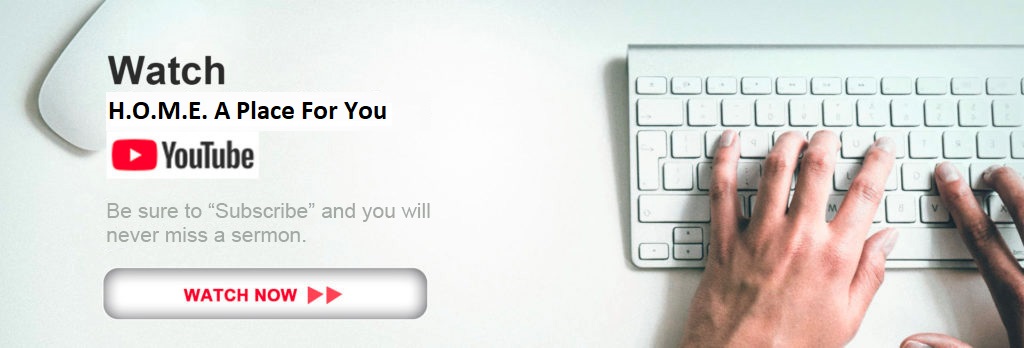 Watch
H.O.M.E. A Place For You
YouTube
Be sure to “Subscribe” and you will
never miss a sermon.
WATCH NOW